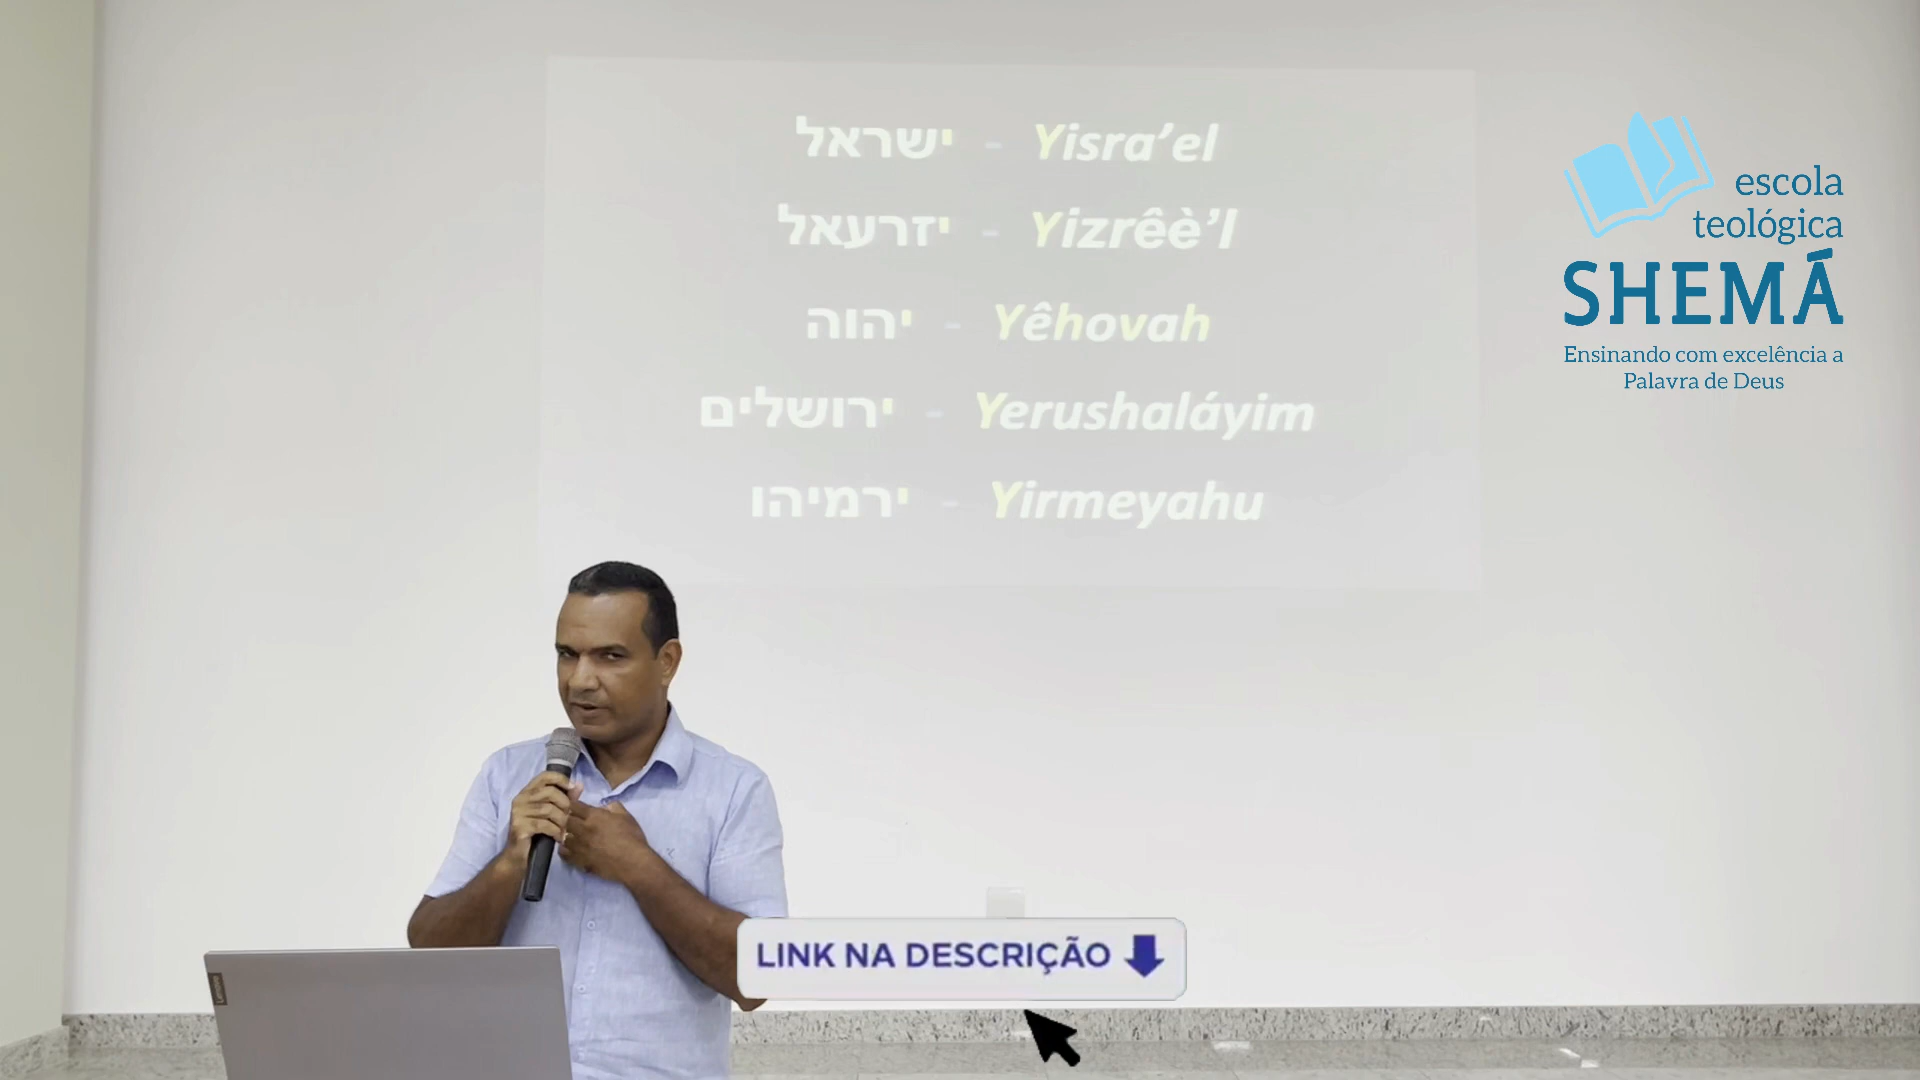 ישראל - Yisra’el
יזרעאל - Yizrêè’l
יהוה - Yêhovah
ירושלים - Yerushaláyim
ירמיהו - Yirmeyahu
escola
teológica
SHEMÁ
Ensinando com excelência a
Palavra de Deus
LINK NA DESCRIÇÃO
Lenovo